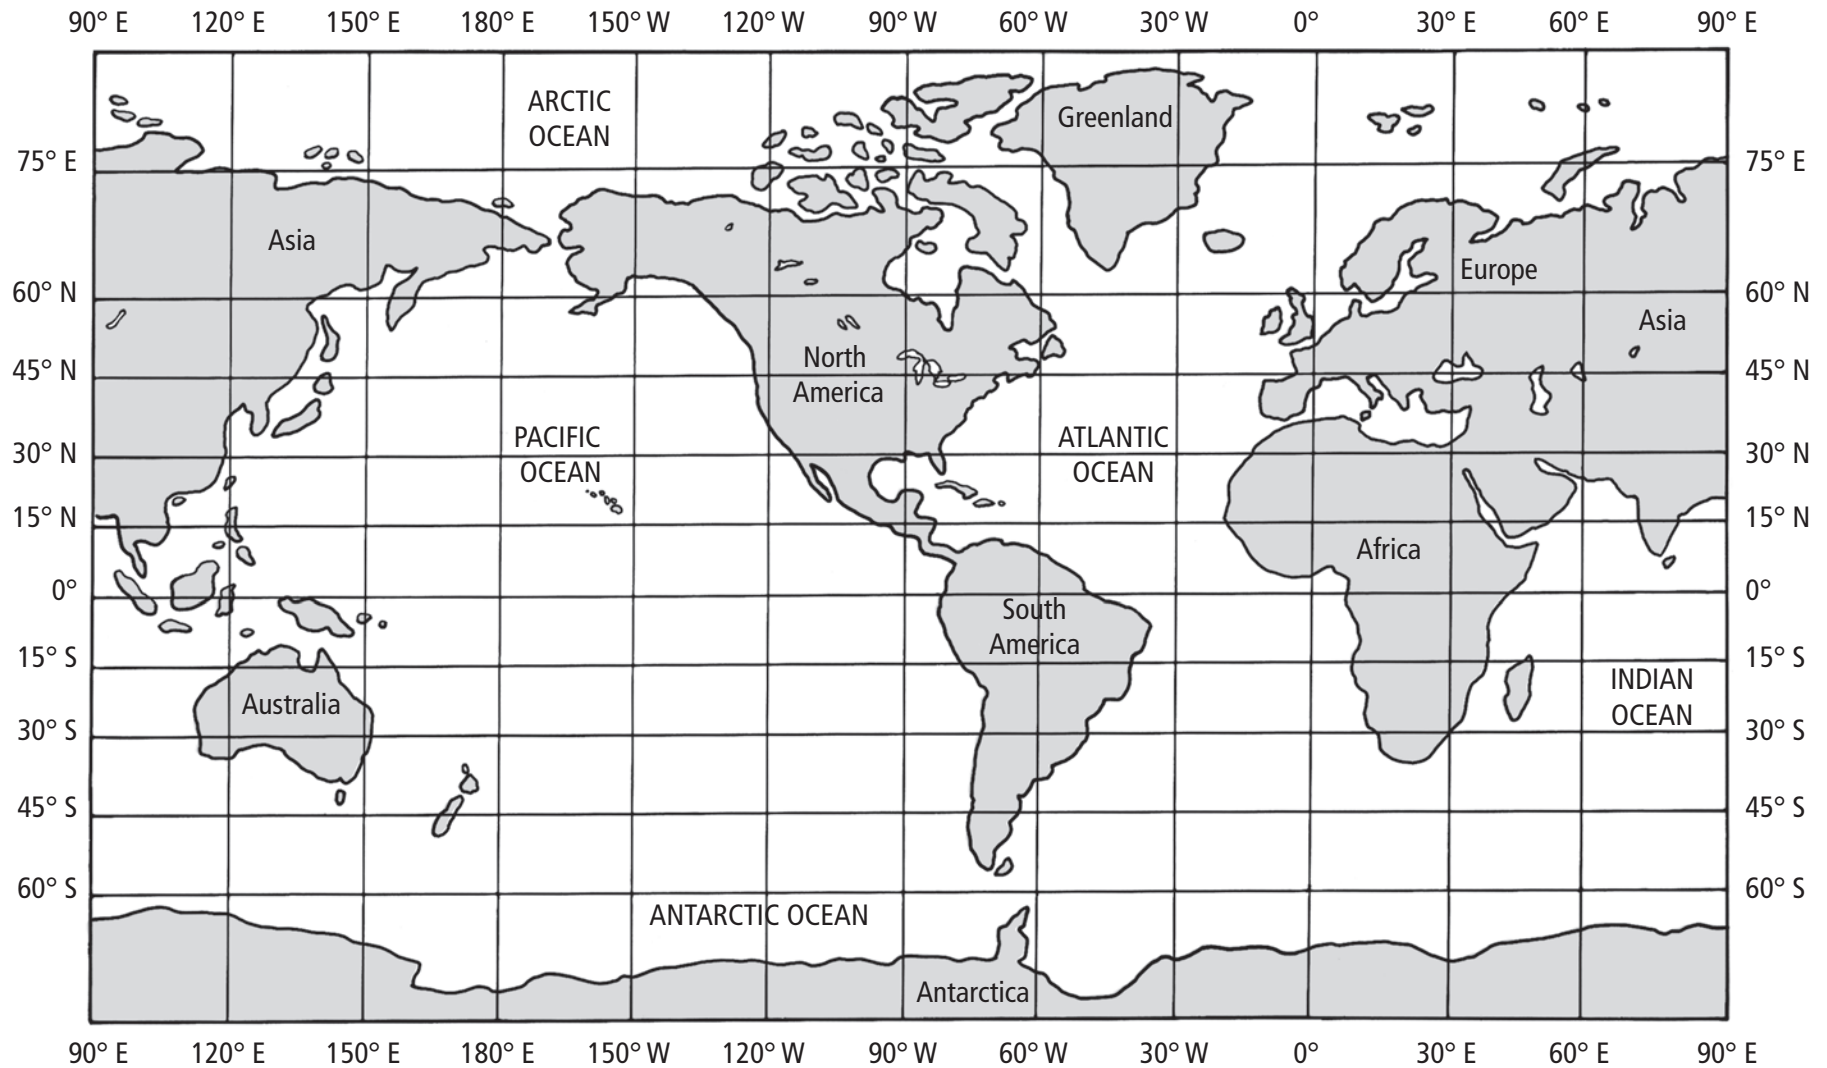 90° E 120° E 150° E 180° E 150° W 120° W 90° W 60° W 30° W 0° 30° E 60° E 90° E
ARCTIC
OCEAN
Greenland
75° E 75° E
Asia
Europe
60° N 60° N
Asia
North
America
45° N 45° N
PACIFIC
OCEAN
ATLANTIC
OCEAN
30° N 30° N
15° N 15° N
Africa
0° 0°
South
America
15° S 15° S
Australia
INDIAN
OCEAN
30° S 30° S
45° S 45° S
60° S 60° S
ANTARCTIC OCEAN
Antarctica
90° E 120° E 150° E 180° E 150° W 120° W 90° W 60° W 30° W 0° 30° E 60° E 90° E